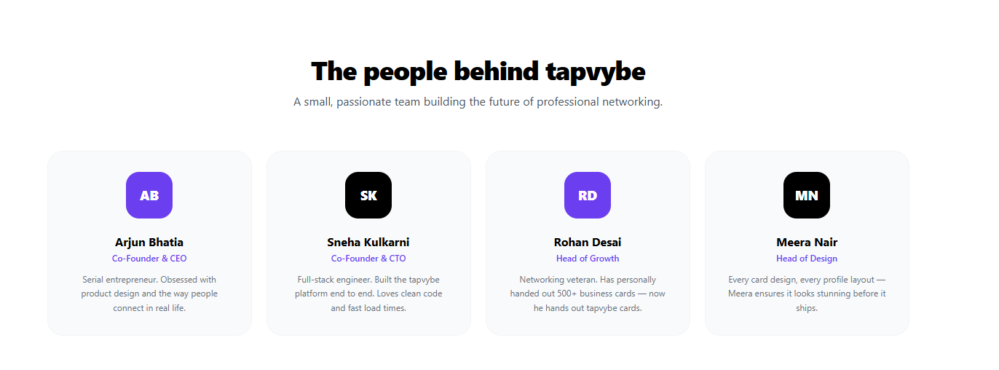 The people behind tapvybe
A small, passionate team building the future of professional networking.
AB
Arjun Bhatia
Co-Founder & CEO
Serial entrepreneur. Obsessed with
product design and the way people
connect in real life.
SK
Sneha Kulkarni
Co-Founder & CTO
Full-stack engineer. Built the tapvybe
platform end to end. Loves clean code
and fast load times.
RD
Rohan Desai
Head of Growth
Networking veteran. Has personally
handed out 500+ business cards — now
he hands out tapvybe cards.
MN
Meera Nair
Head of Design
Every card design, every profile layout —
Meera ensures it looks stunning before it
ships.